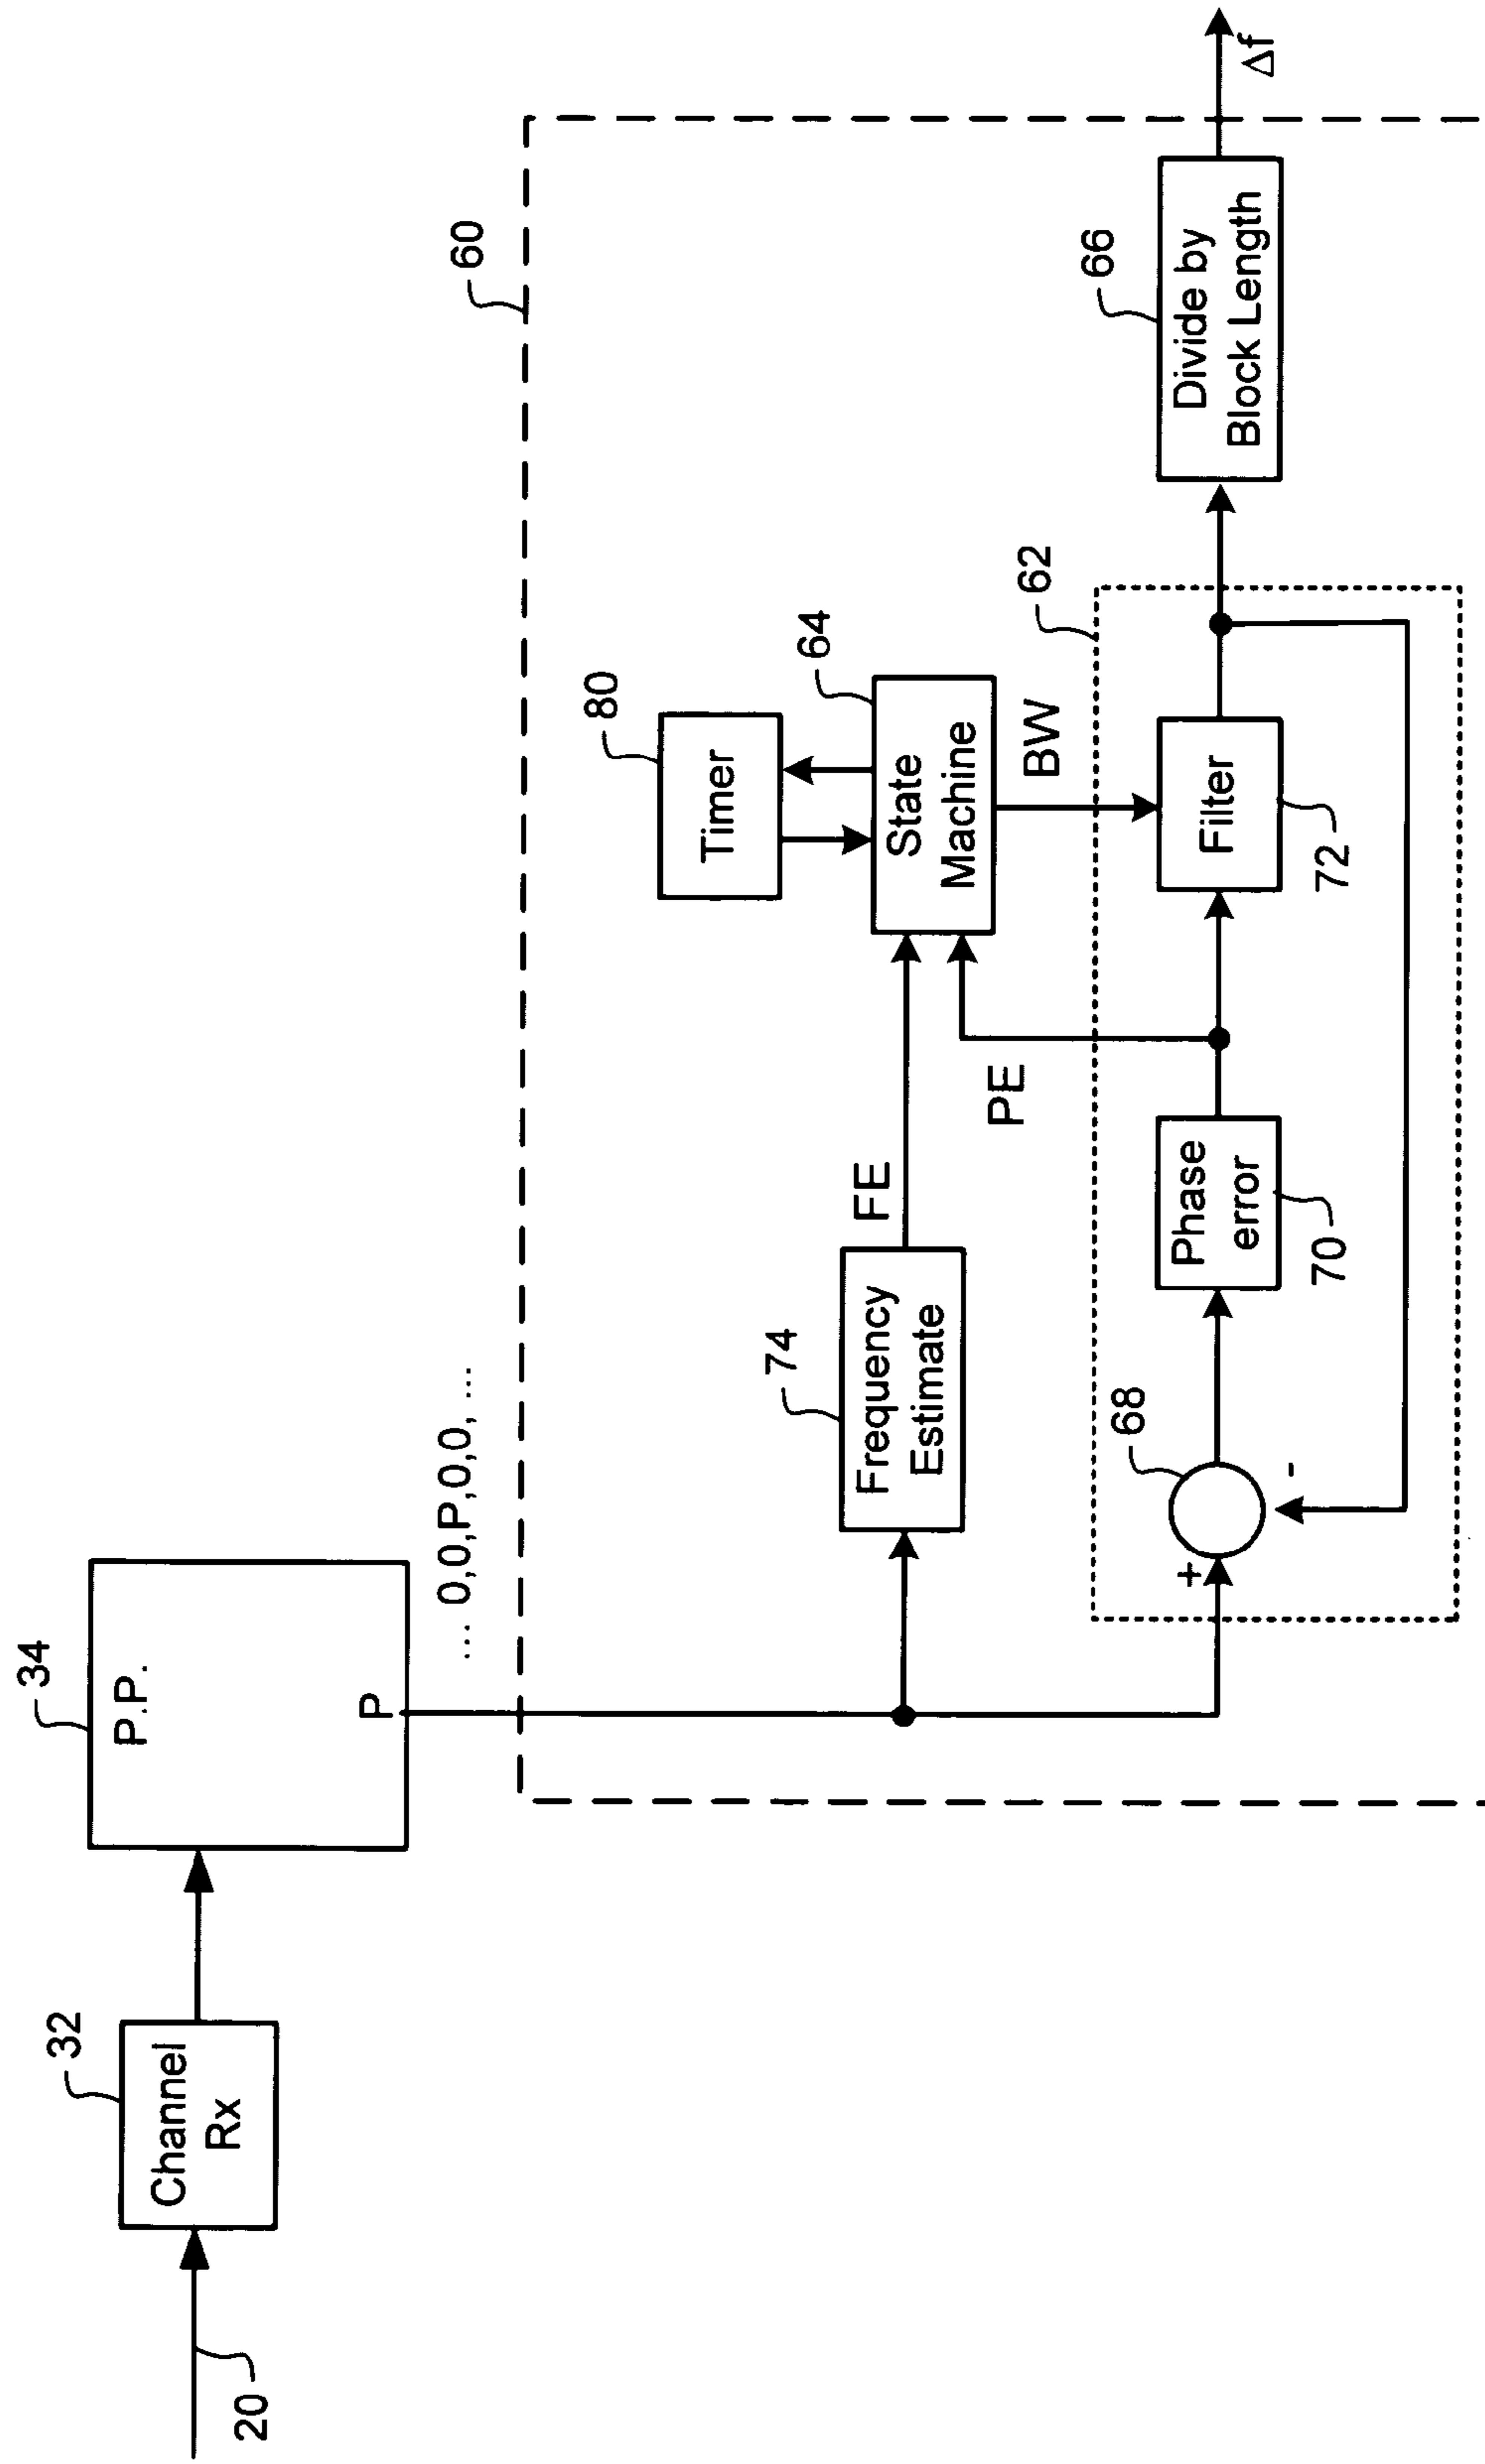 20
32
Channel
Rx
34
P.P.
P
... 0,0,P,0,0, ...
60
74
Frequency
Estimate
FE
80
Timer
64
State
Machine
PE
BW
62
68
+
-
Phase
error
70
Filter
72
66
Divide by
Block Length
Δf